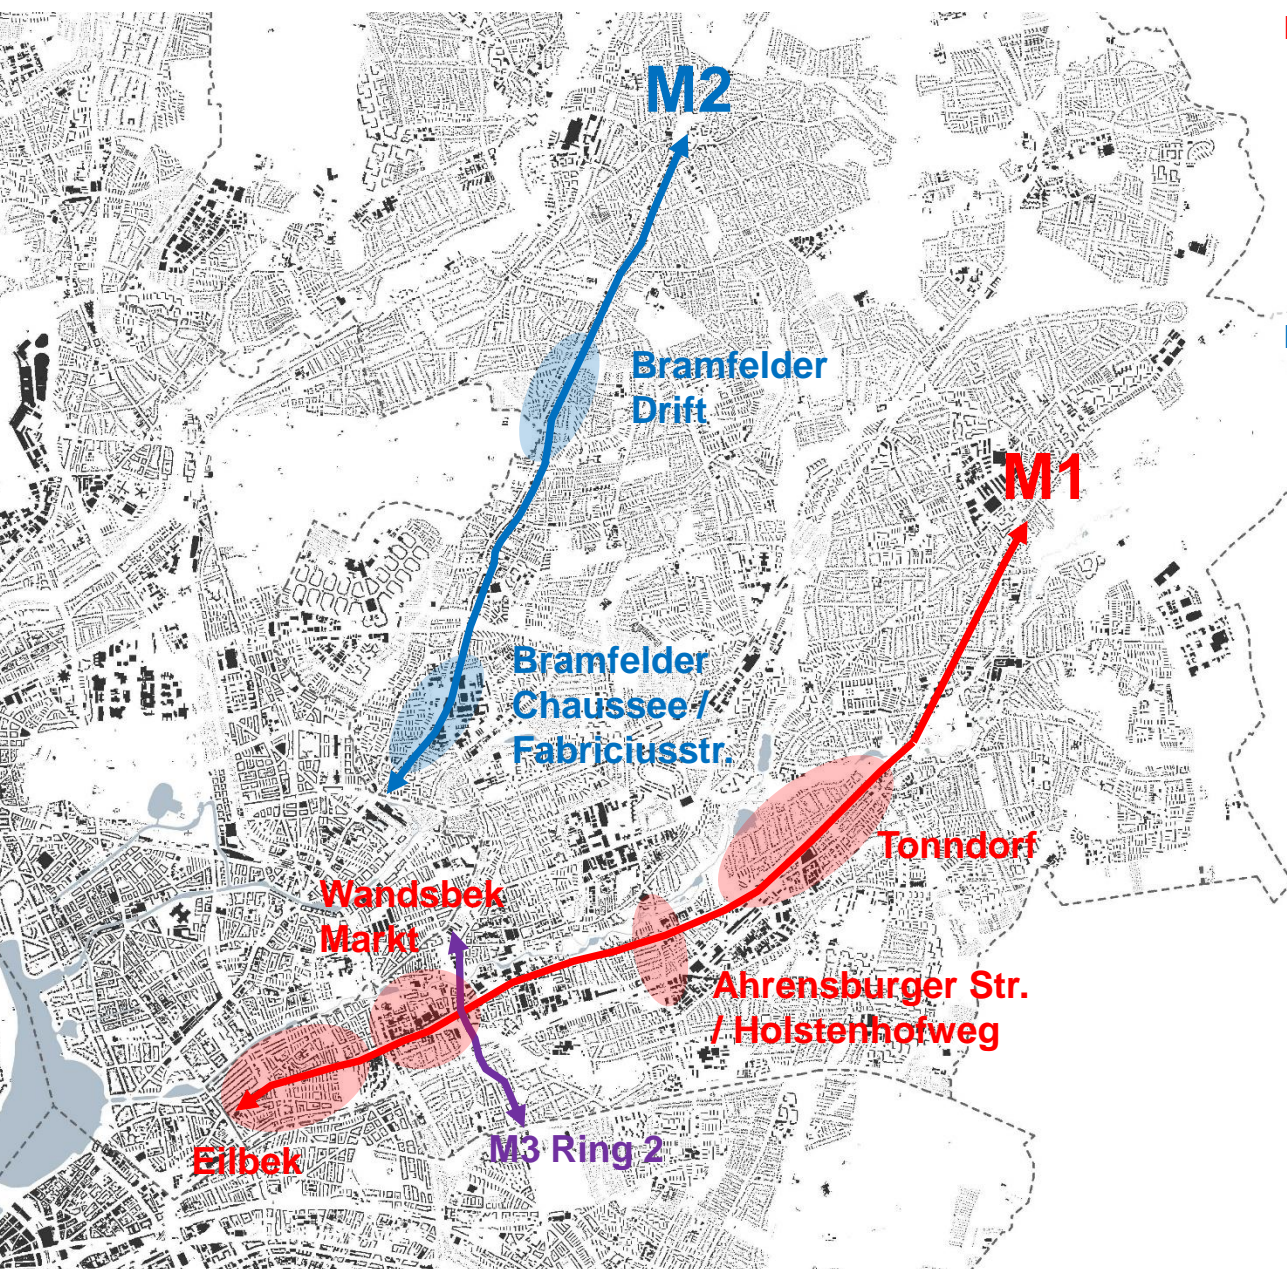 M2
Bramfelder
Drift
M1
Bramfelder
Chaussee /
Fabriciusstr.
Tonndorf
Wandsbek
Markt
Ahrensburger Str.
/ Holstenhofweg
M3 Ring 2
Eilbek